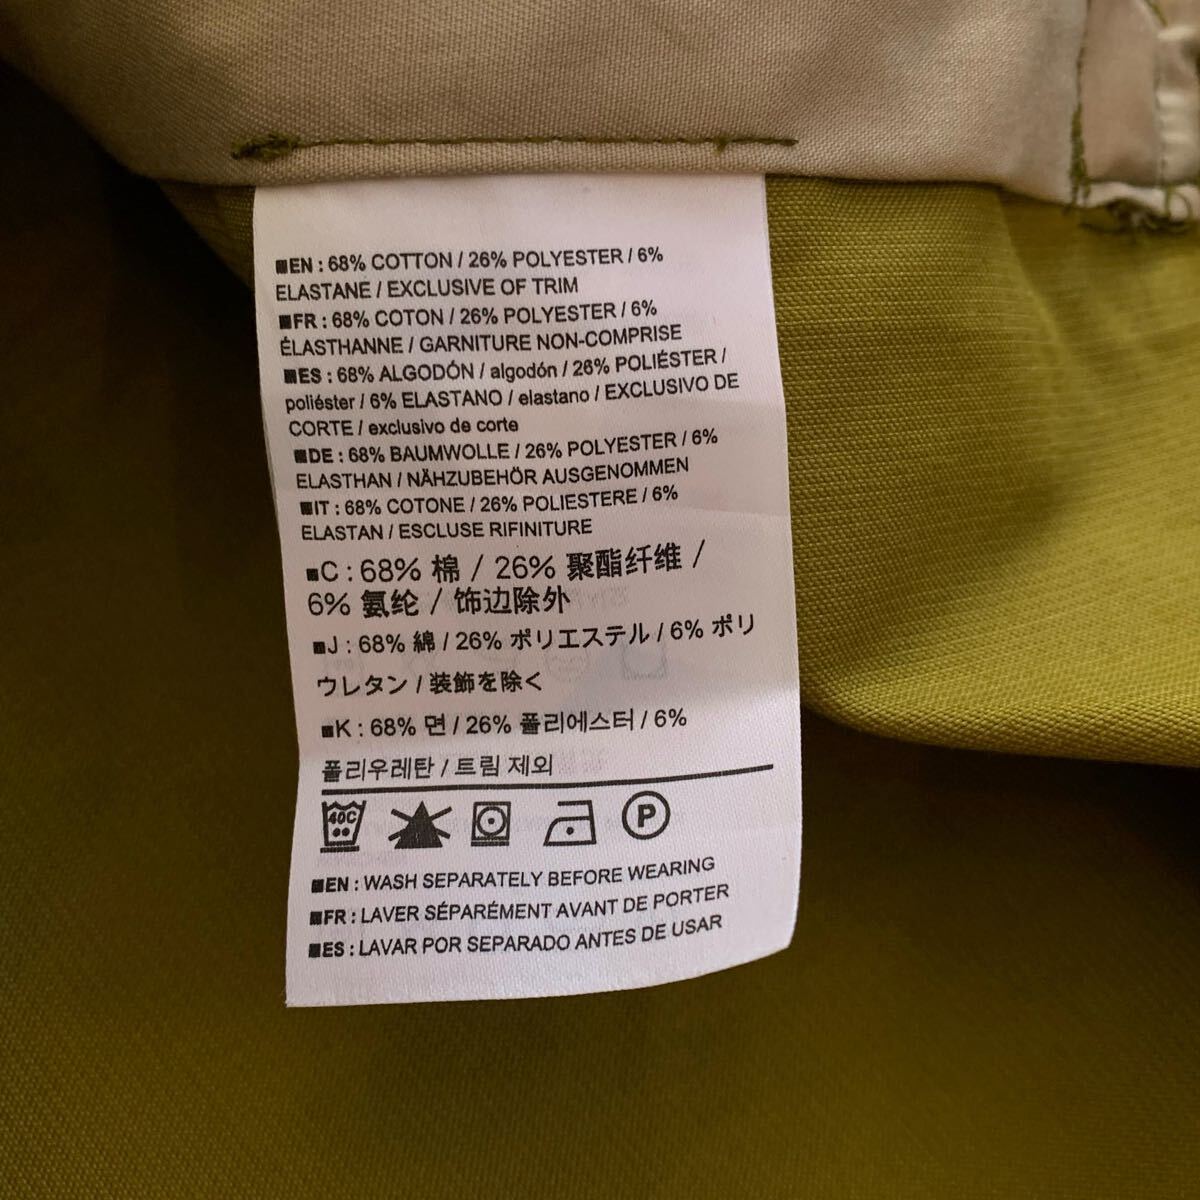 ■EN : 68% COTTON / 26% POLYESTER / 6%
ELASTANE / EXCLUSIVE OF TRIM
■FR : 68% COTON / 26% POLYESTER / 6%
ÉLASTHANNE / GARNITURE NON-COMPRISE
■ES : 68% ALGODÓN / algodón / 26% POLIÉSTER /
poliéster / 6% ELASTANO / elastano / EXCLUSIVO DE
CORTE / exclusivo de corte
■DE : 68% BAUMWOLLE / 26% POLYESTER / 6%
ELASTHAN / NÄHZUBEHÖR AUSGENOMMEN
■IT : 68% COTONE / 26% POLIESTERE / 6%
ELASTAN / ESCLUSE RIFINITURE
■C : 68% 棉 / 26% 聚酯纤维 /
6% 氨纶 / 饰边除外
■J : 68% 綿 / 26% ポリエステル / 6% ポリ
ウレタン / 装飾を除く
■K : 68% 면 / 26% 폴리에스터 / 6%
폴리우레탄 / 트림 제외
40C P
■EN : WASH SEPARATELY BEFORE WEARING
■FR : LAVER SÉPARÉMENT AVANT DE PORTER
■ES : LAVAR POR SEPARADO ANTES DE USAR